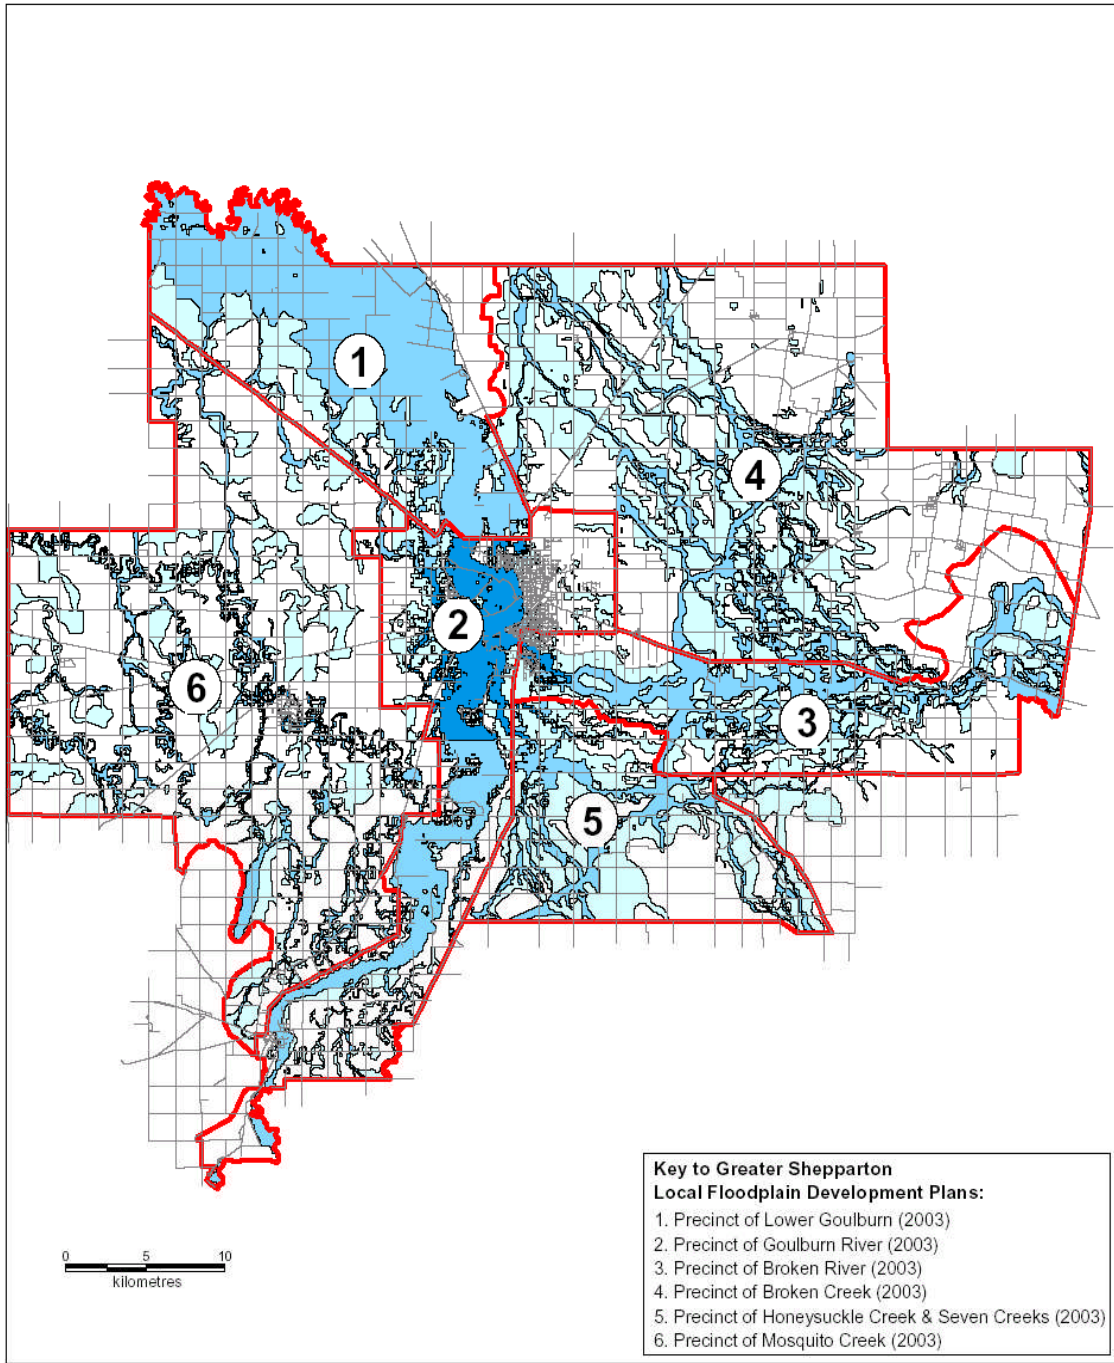 1
4
2
6
3
5
Key to Greater Shepparton
Local Floodplain Development Plans:
1. Precinct of Lower Goulburn (2003)
2. Precinct of Goulburn River (2003)
3. Precinct of Broken River (2003)
4. Precinct of Broken Creek (2003)
5. Precinct of Honeysuckle Creek & Seven Creeks (2003)
6. Precinct of Mosquito Creek (2003)
0 5 10
kilometres